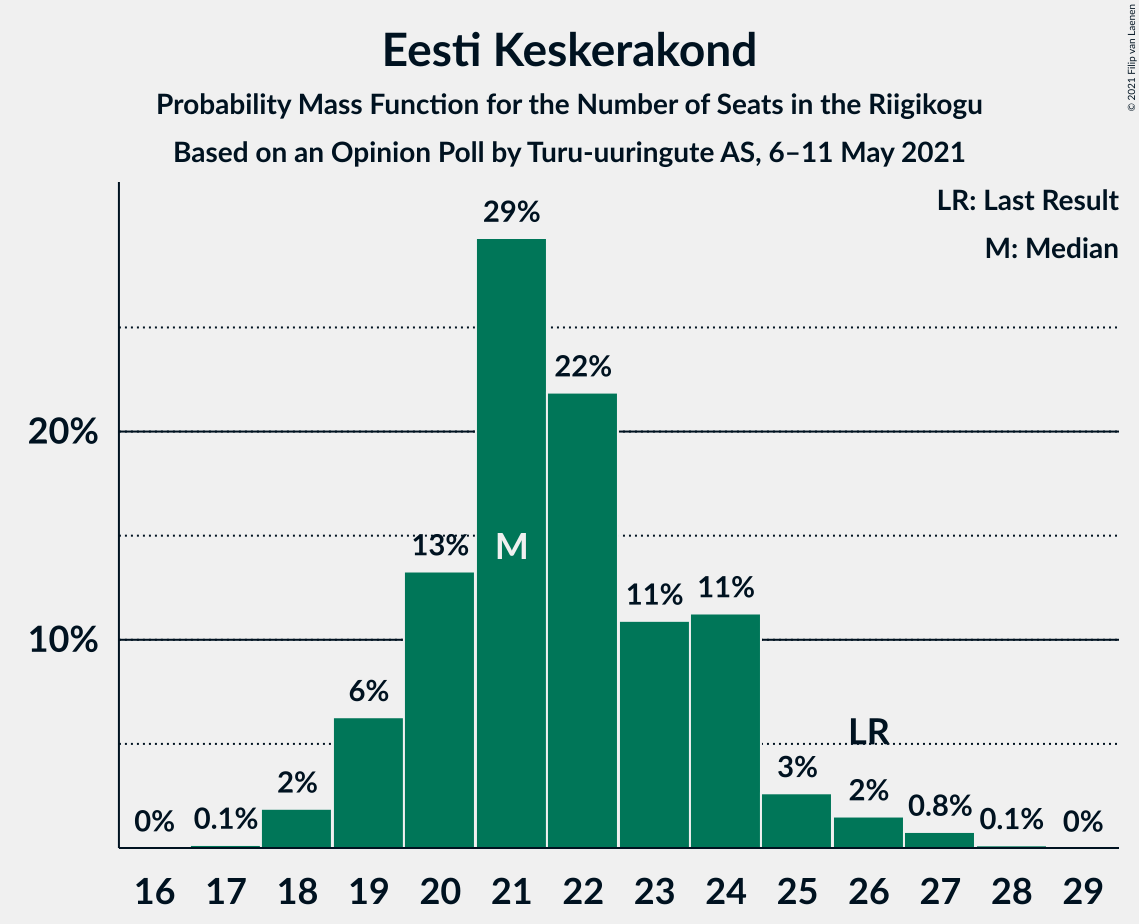 Eesti Keskerakond
Probability Mass Function for the Number of Seats in the Riigikogu
Based on an Opinion Poll by Turu-uuringute AS, 6–11 May 2021
© 2021 Filip van Laenen
LR: Last Result
M: Median
20%
10%
0%
0.1%
2%
6%
13%
29%
M
22%
11%
11%
3%
LR
2%
0.8%
0.1%
0%
16 17 18 19 20 21 22 23 24 25 26 27 28 29